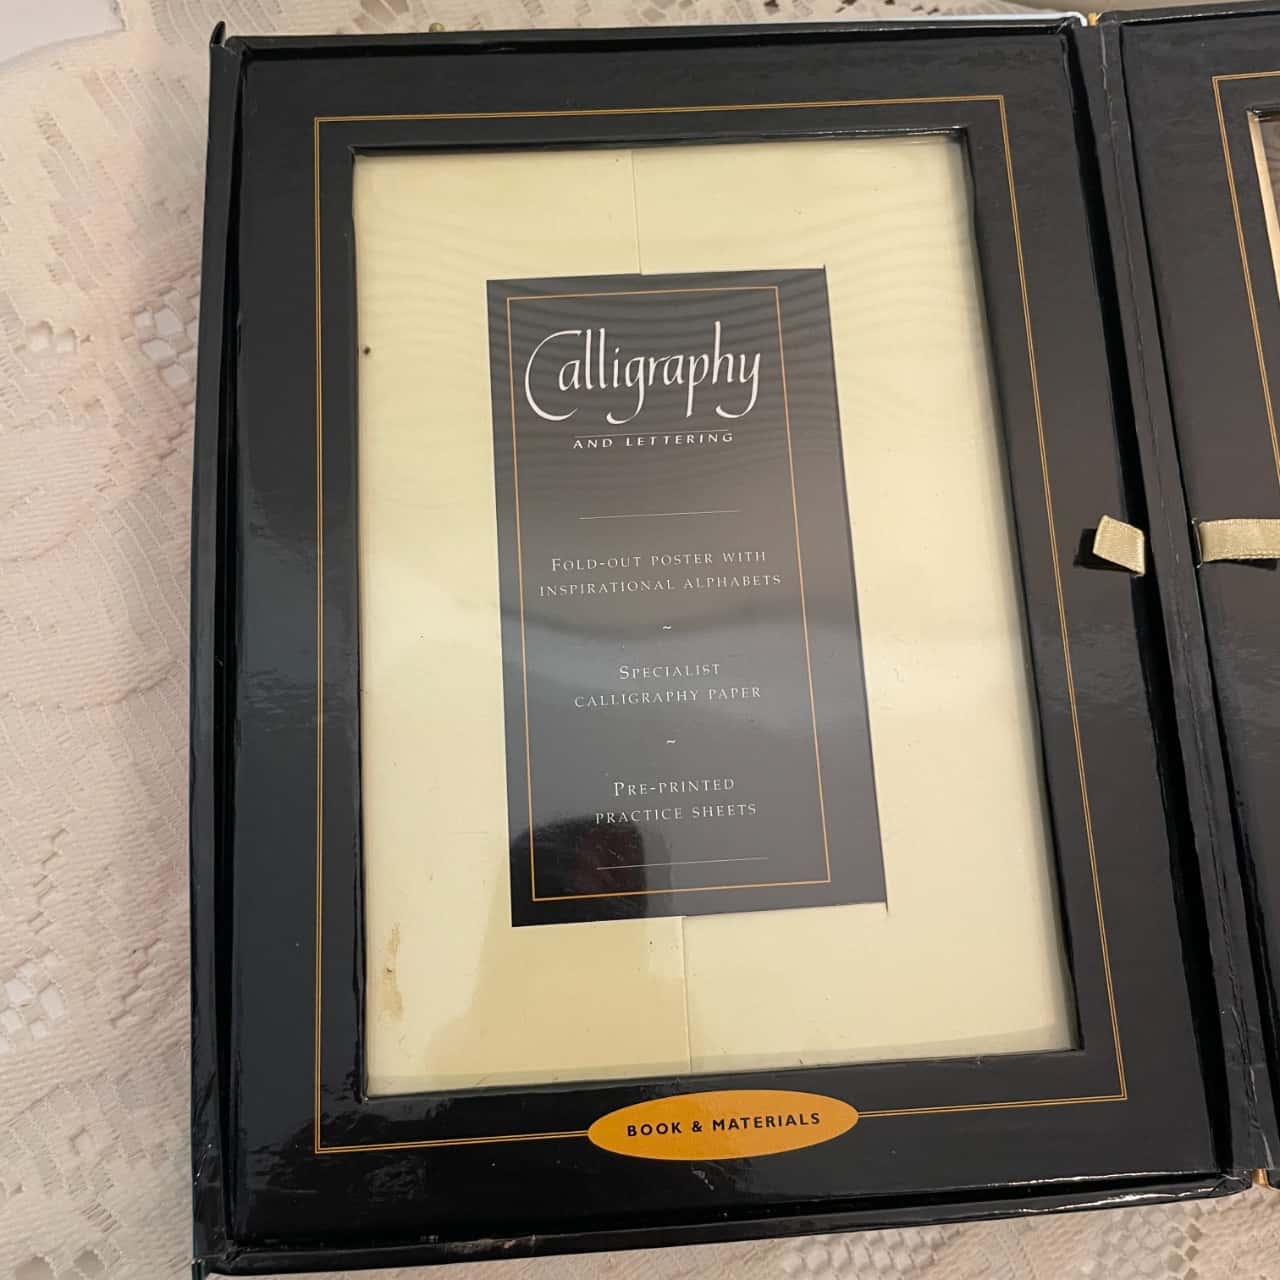 Calligraphy
AND LETTERING
FOLD-OUT POSTER WITH
INSPIRATIONAL ALPHABETS
~
SPECIALIST
CALLIGRAPHY PAPER
~
PRE-PRINTED
PRACTICE SHEETS
BOOK & MATERIALS